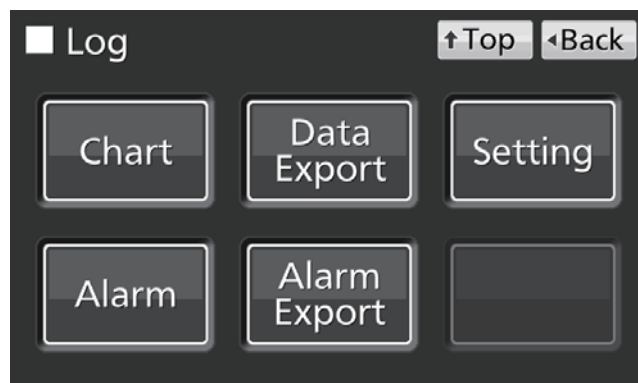 Log
↑Top
◂Back
Chart
Data
Export
Setting
Alarm
Alarm
Export